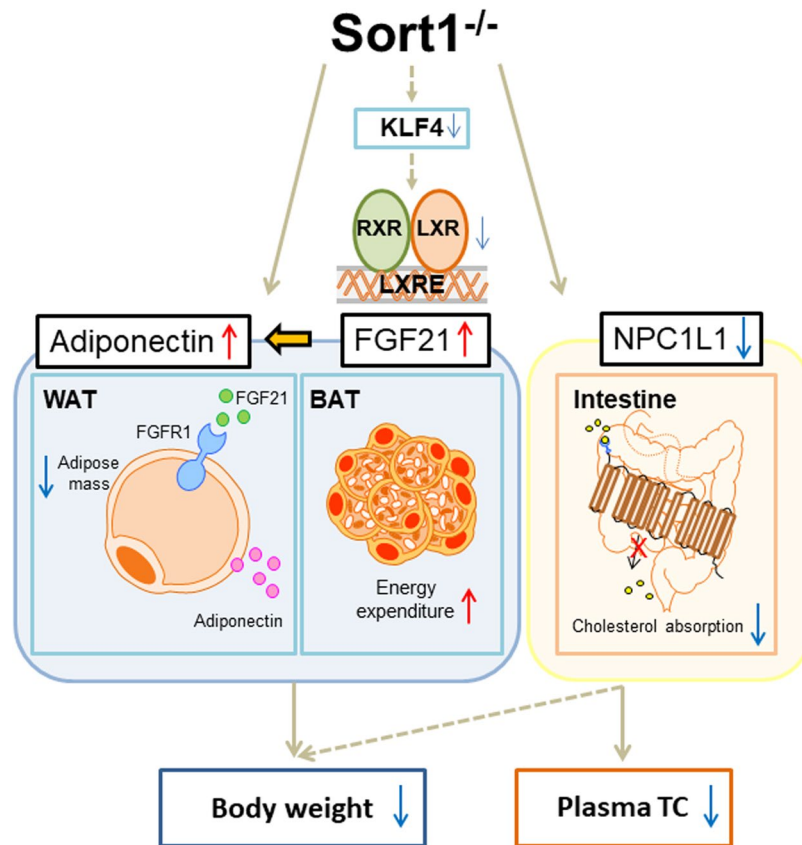 Sort1-/-
KLF4↓
RXR LXR ↓
LXRE
Adiponectin ↑
FGF21 ↑
NPC1L1 ↓
WAT
FGF21
FGFR1
↓ Adipose
mass
Adiponectin
BAT
Energy
expenditure ↑
Intestine
X
Cholesterol absorption ↓
Body weight ↓
Plasma TC ↓